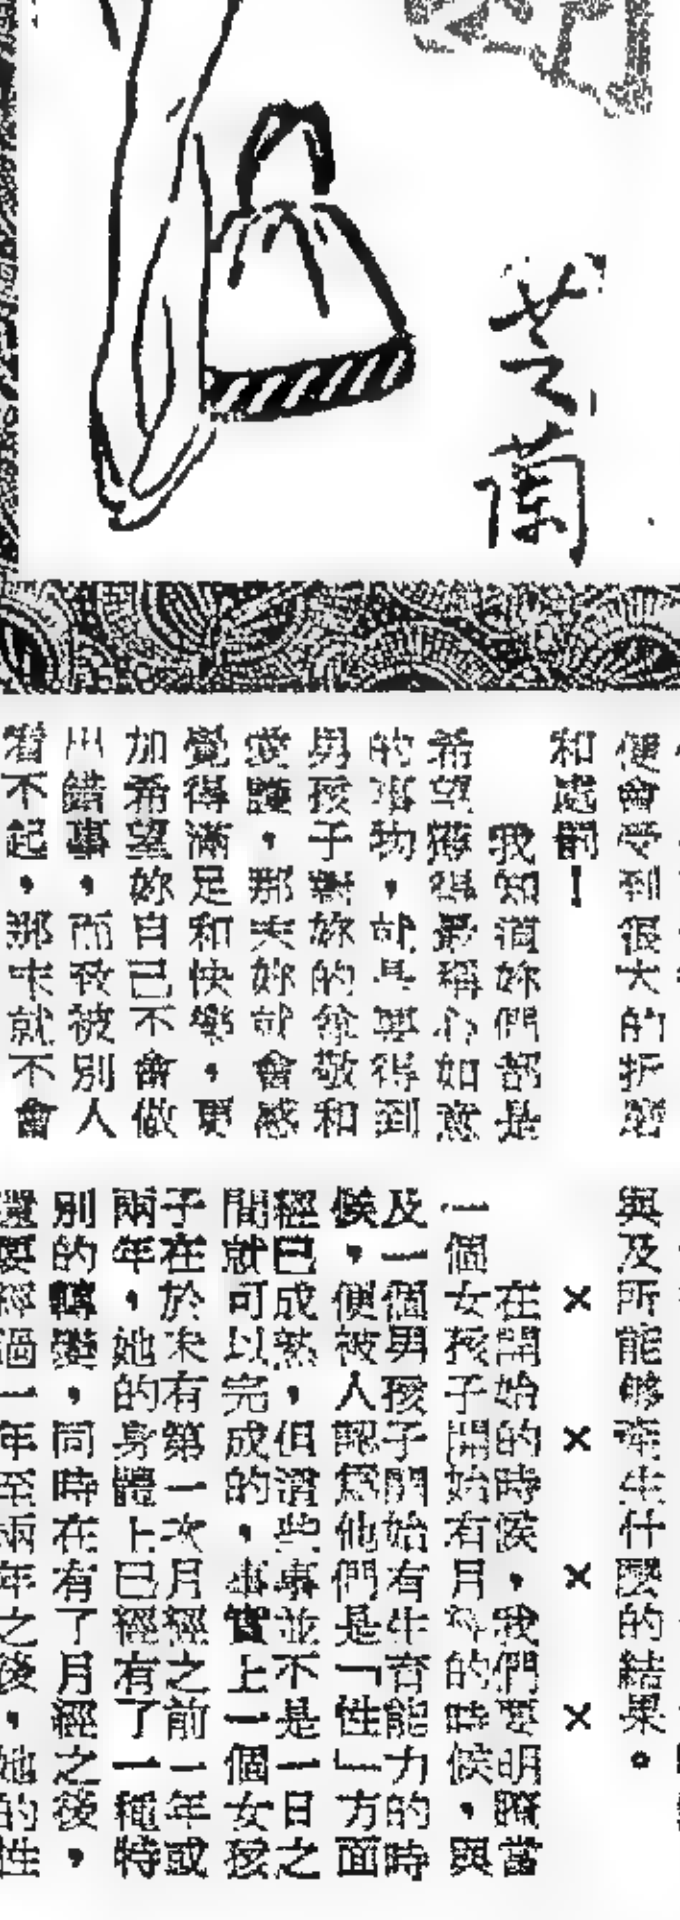 芝蘭
便會受到很大的折磨
和處罰！
我知道妳們都是
希望獲得最稱心如意
的事物，就是要得到
男孩子對妳的尊敬和
愛護，那末妳就會感
覺得滿足和快樂，更
加希望妳自己不會做
出錯事，而致被別人
看不起，那末就不會
與及所能够產生什麼的結果。
× × × ×
在開始的時候，我們要明瞭當
一個女孩子開始有月經的時候，與
及一個男孩子開始有生育能力的時
候，便被人認爲他們是「性」方面
經已成熟，但這些事並不是一日之
間就可以完成的，事實上一個女孩
子在於未有第一次月經之前一年或
兩年，她的身體上已經有了一種特
別的轉變，同時在有了月經之後，
還要經過一年至兩年之後，她的性